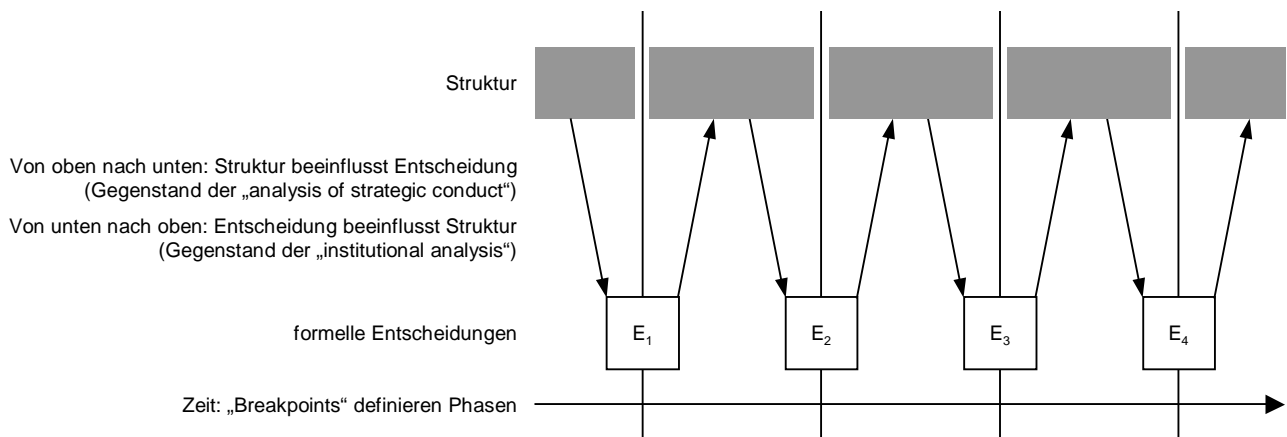 Struktur
Von oben nach unten: Struktur beeinflusst Entscheidung
(Gegenstand der „analysis of strategic conduct“)
Von unten nach oben: Entscheidung beeinflusst Struktur
(Gegenstand der „institutional analysis“)
formelle Entscheidungen
E₁ E₂ E₃ E₄
Zeit: „Breakpoints“ definieren Phasen